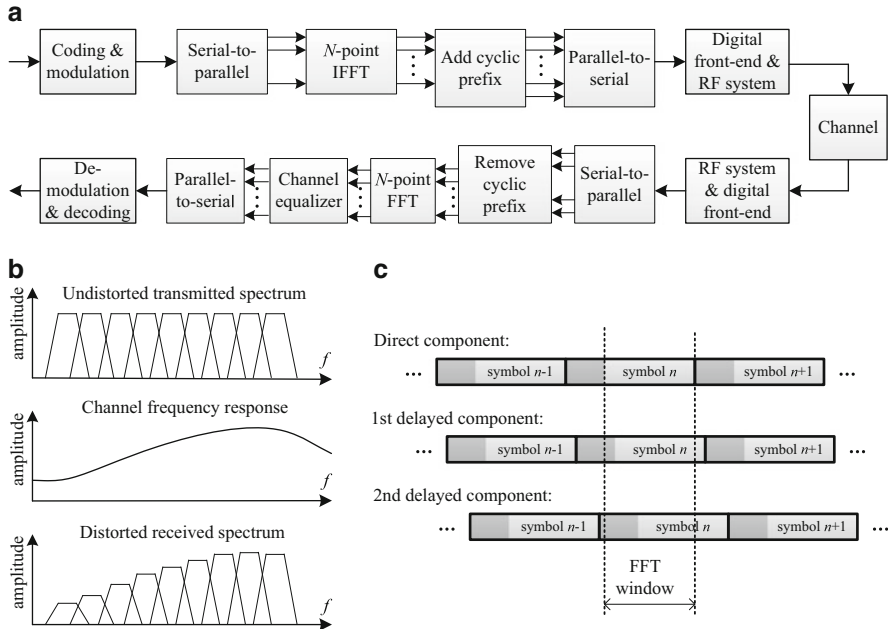 a
Coding &
modulation
Serial-to-
parallel
N-point
IFFT
Add cyclic
prefix
Parallel-to-
serial
Digital
front-end &
RF system
Channel
De-
modulation
& decoding
Parallel-
to-serial
Channel
equalizer
N-point
FFT
Remove
cyclic
prefix
Serial-to-
parallel
RF system
& digital
front-end
b
Undistorted transmitted spectrum
amplitude
f
Channel frequency response
amplitude
f
Distorted received spectrum
amplitude
f
c
Direct component:
... symbol n-1 symbol n symbol n+1 ...
1st delayed component:
... symbol n-1 symbol n symbol n+1 ...
2nd delayed component:
... symbol n-1 symbol n symbol n+1 ...
FFT
window